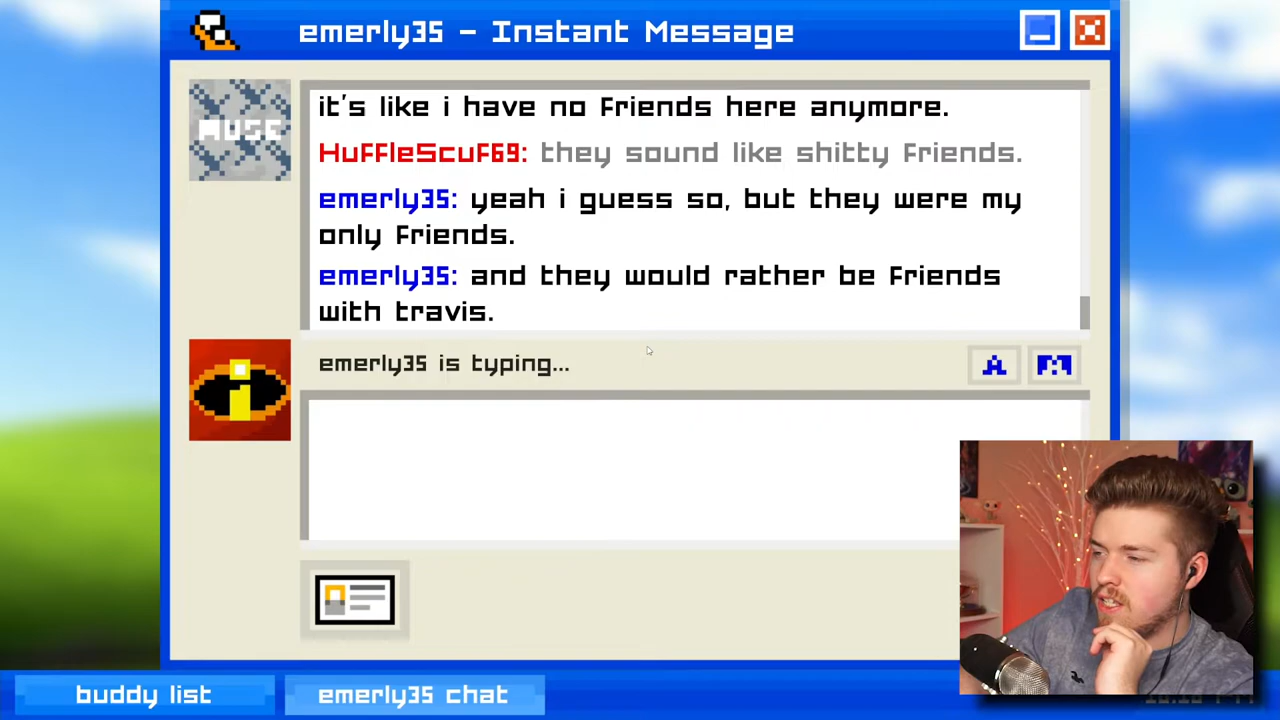 emerly35 - Instant Message
MUSE
it's like i have no Friends here anymore.
HuffleScuf69: they sound like shitty Friends.
emerly35: yeah i guess so, but they were my
only Friends.
emerly35: and they would rather be Friends
with travis.
emerly35 is typing...
A
i
buddy list
emerly35 chat